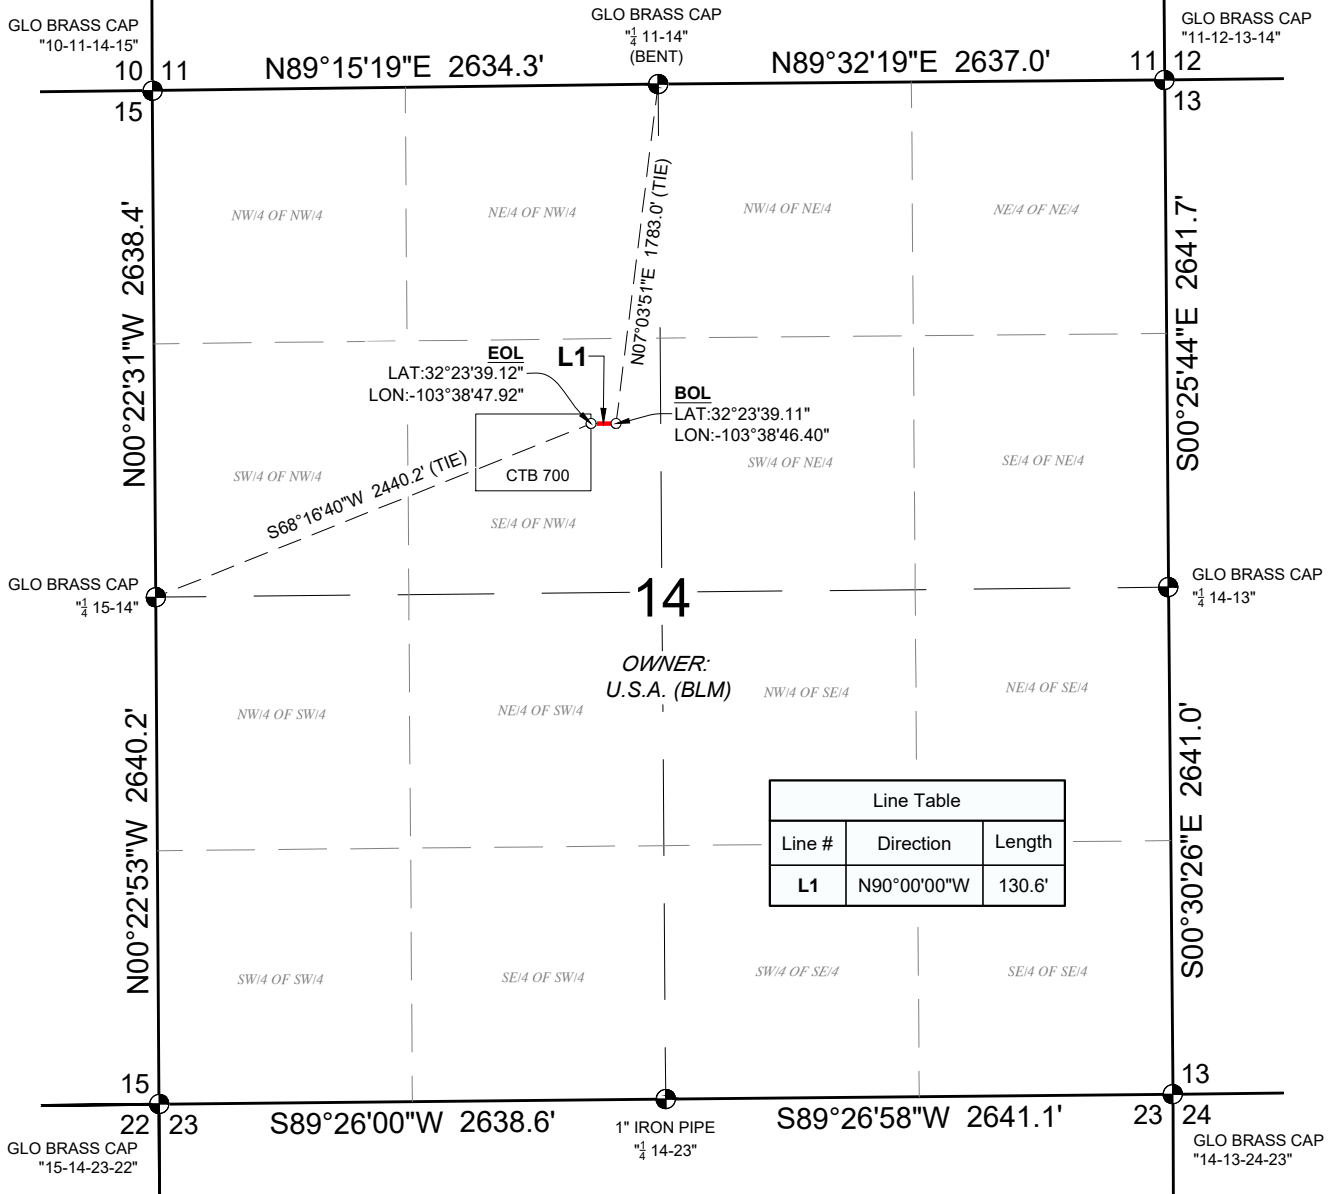 GLO BRASS CAP
"10-11-14-15"
GLO BRASS CAP
"1/4 11-14"
(BENT)
GLO BRASS CAP
"11-12-13-14"
10 11
15
N89°15'19"E 2634.3'
N89°32'19"E 2637.0'
11 12
13
NW/4 OF NW/4
NE/4 OF NW/4
NW/4 OF NE/4
NE/4 OF NE/4
N00°22'31"W 2638.4'
N07°03'51"E 1783.0' (TIE)
S00°25'44"E 2641.7'
EOL
LAT:32°23'39.12"
LON:-103°38'47.92"
L1
BOL
LAT:32°23'39.11"
LON:-103°38'46.40"
SW/4 OF NW/4
S68°16'40"W 2440.2' (TIE)
CTB 700
SE/4 OF NW/4
SW/4 OF NE/4
SE/4 OF NE/4
GLO BRASS CAP
"1/4 15-14"
14
GLO BRASS CAP
"1/4 14-13"
OWNER:
U.S.A. (BLM)
NW/4 OF SW/4
NE/4 OF SW/4
NW/4 OF SE/4
NE/4 OF SE/4
N00°22'53"W 2640.2'
S00°30'26"E 2641.0'
Line Table
Line # Direction Length
L1 N90°00'00"W 130.6'
SW/4 OF SW/4
SE/4 OF SW/4
SW/4 OF SE/4
SE/4 OF SE/4
15
22 23
S89°26'00"W 2638.6'
S89°26'58"W 2641.1'
13
23 24
GLO BRASS CAP
"15-14-23-22"
1" IRON PIPE
"1/4 14-23"
GLO BRASS CAP
"14-13-24-23"